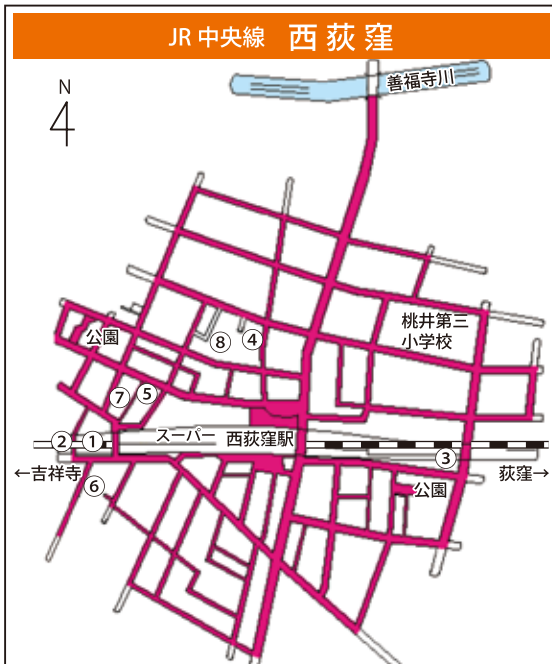 JR 中央線 西荻窪
善福寺川
N
桃井第三
小学校
公園
⑧
④
⑦
⑤
スーパー
西荻窪駅
②
①
③
←吉祥寺
荻窪→
⑥
公園